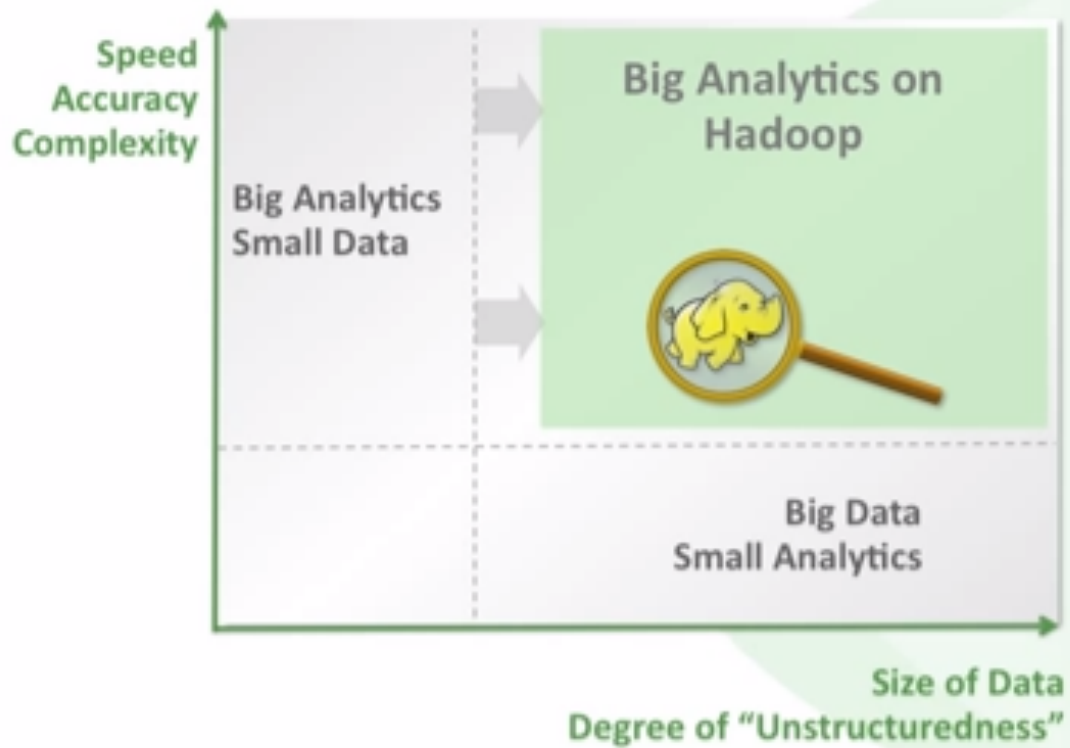 Speed
Accuracy
Complexity
Big Analytics on
Hadoop
Big Analytics
Small Data
Big Data
Small Analytics
Size of Data
Degree of “Unstructuredness”